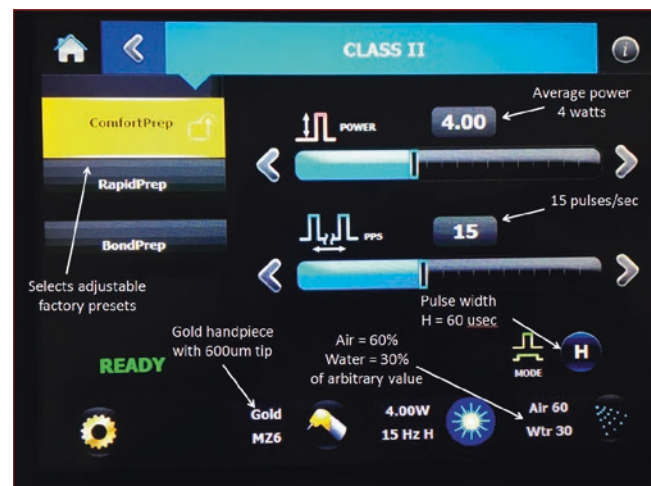 CLASS II
i
Average power
4 watts
ComfortPrep
POWER
4.00
RapidPrep
15 pulses/sec
PPS
15
BondPrep
Selects adjustable
factory presets
Pulse width
H = 60 usec
Gold handpiece
with 600um tip
Air = 60%
Water = 30%
of arbitrary value
H
MODE
READY
Gold
MZ6
4.00W
15 Hz H
Air 60
Wtr 30